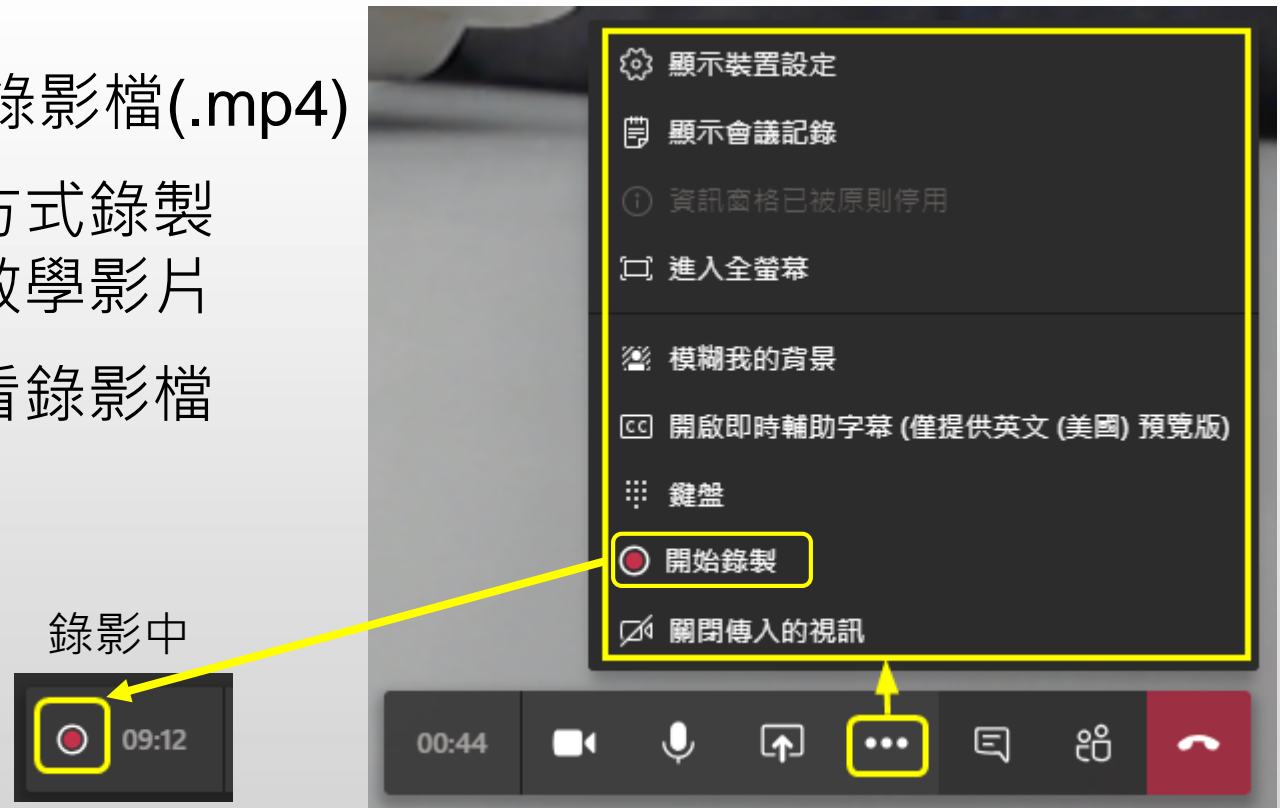 錄影檔(.mp4)
方式錄製
教學影片
看錄影檔
錄影中
09:12
顯示裝置設定
顯示會議記錄
資訊窗格已被原則停用
進入全螢幕
模糊我的背景
CC 開啟即時輔助字幕 (僅提供英文 (美國) 預覽版)
鍵盤
開始錄製
關閉傳入的視訊
00:44